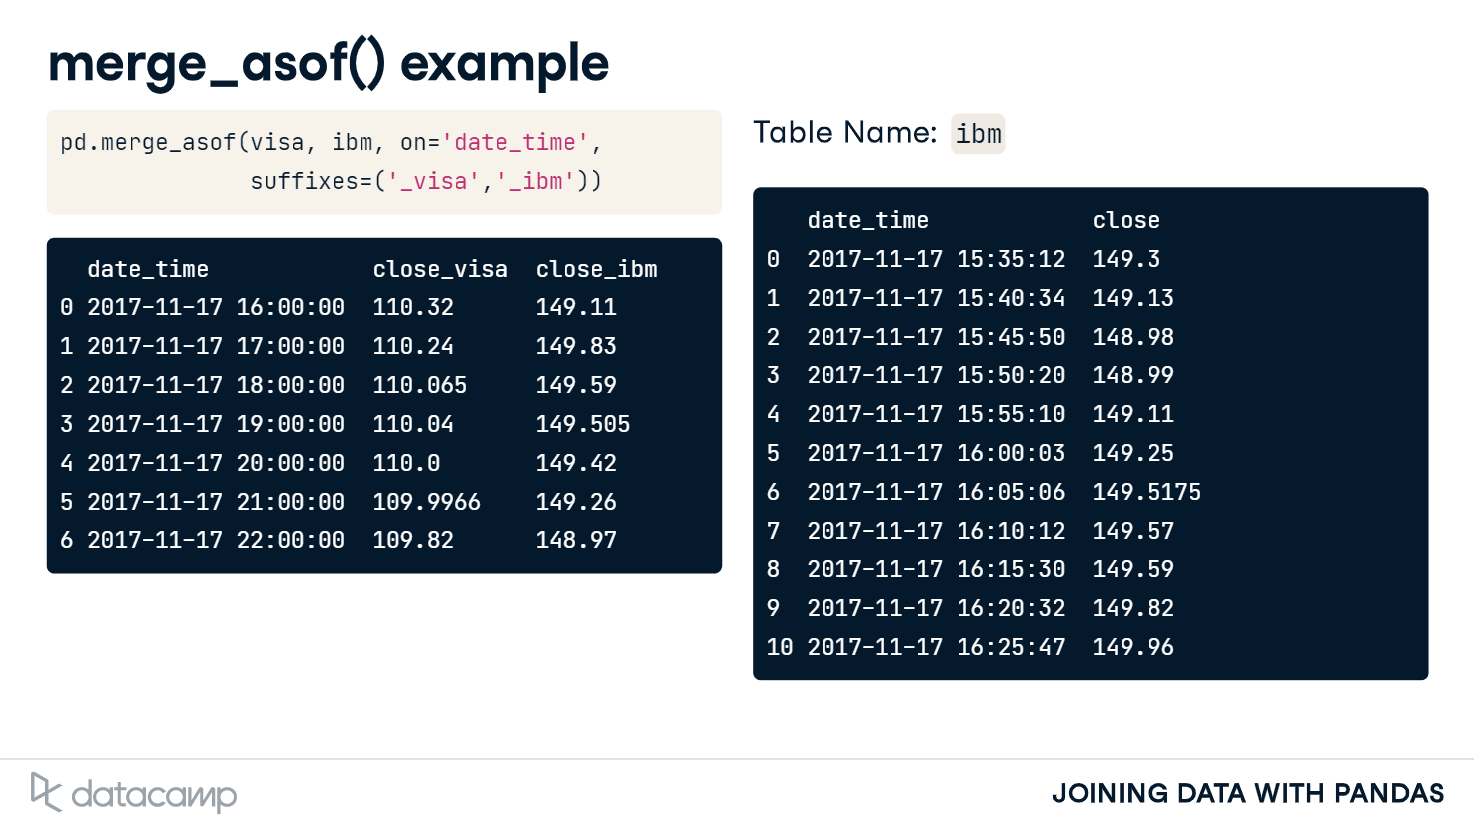 merge_asof() example
pd.merge_asof(visa, ibm, on='date_time',
suffixes=('_visa','_ibm'))
date_time close_visa close_ibm
0 2017-11-17 16:00:00 110.32 149.11
1 2017-11-17 17:00:00 110.24 149.83
2 2017-11-17 18:00:00 110.065 149.59
3 2017-11-17 19:00:00 110.04 149.505
4 2017-11-17 20:00:00 110.0 149.42
5 2017-11-17 21:00:00 109.9966 149.26
6 2017-11-17 22:00:00 109.82 148.97
Table Name: ibm
date_time close
0 2017-11-17 15:35:12 149.3
1 2017-11-17 15:40:34 149.13
2 2017-11-17 15:45:50 148.98
3 2017-11-17 15:50:20 148.99
4 2017-11-17 15:55:10 149.11
5 2017-11-17 16:00:03 149.25
6 2017-11-17 16:05:06 149.5175
7 2017-11-17 16:10:12 149.57
8 2017-11-17 16:15:30 149.59
9 2017-11-17 16:20:32 149.82
10 2017-11-17 16:25:47 149.96
datacamp
JOINING DATA WITH PANDAS